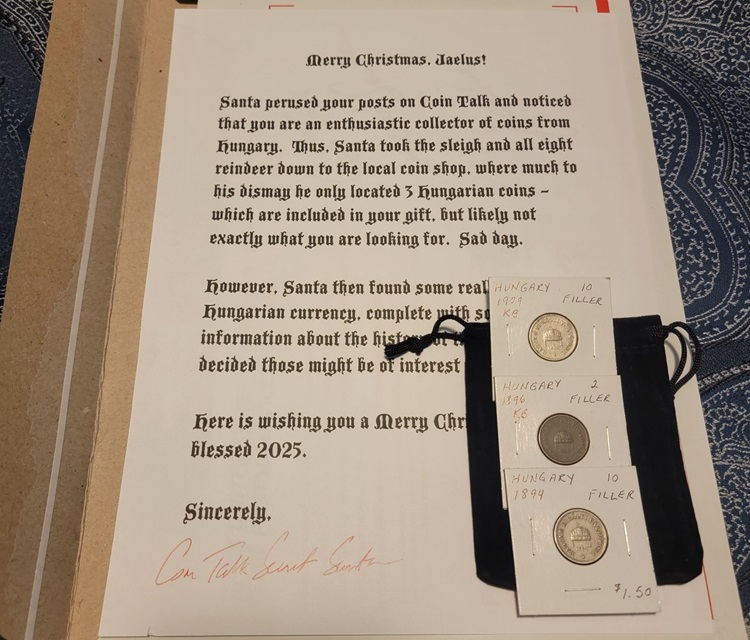 Merry Christmas, Jaelus!
Santa perused your posts on Coin Talk and noticed
that you are an enthusiastic collector of coins from
Hungary. Thus, Santa took the sleigh and all eight
reindeer down to the local coin shop, where much to
his dismay he only located 3 Hungarian coins –
which are included in your gift, but likely not
exactly what you are looking for. Sad day.
However, Santa then found some real
Hungarian currency, complete with so
information about the history of
decided those might be of interest
Here is wishing you a Merry Chri
blessed 2025.
Sincerely,
Coin Talk Secret Santa
HUNGARY 10
1929 FILLER
KB
HUNGARY 2
1896 FILLER
KB
HUNGARY 10
1894 FILLER
$1.50